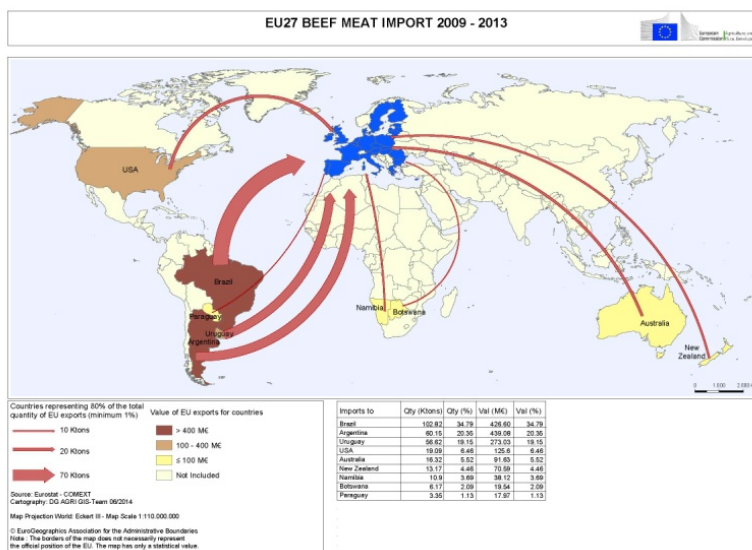 EU27 BEEF MEAT IMPORT 2009 - 2013
European
Commission
USA
Brazil
Paraguay
Uruguay
Argentina
Namibia
Botswana
Australia
New
Zealand
Countries representing 80% of the total
quantity of EU exports (minimum 1%)
10 Ktons
20 Ktons
70 Ktons
Value of EU exports for countries
> 400 M€
100 - 400 M€
≤ 100 M€
Not Included
Source: Eurostat - COMEXT
Cartography: DG AGRI GIS-Team 06/2014
Map Projection World: Eckert III - Map Scale 1:110.000.000
© EuroGeographics Association for the Administrative Boundaries
Note : The borders of the map does not necessarily represent
the official position of the EU. The map has only a statistical value.
Imports to Qty (Ktons) Qty (%) Val (M€) Val (%)
Brazil 102.82 34.79 426.60 34.79
Argentina 60.15 20.35 439.08 20.35
Uruguay 56.62 19.15 273.03 19.15
USA 19.09 6.46 125.6 6.46
Australia 16.32 5.52 91.63 5.52
New Zealand 13.17 4.46 70.59 4.46
Namibia 10.9 3.69 38.12 3.69
Botswana 6.17 2.09 19.54 2.09
Paraguay 3.35 1.13 17.97 1.13